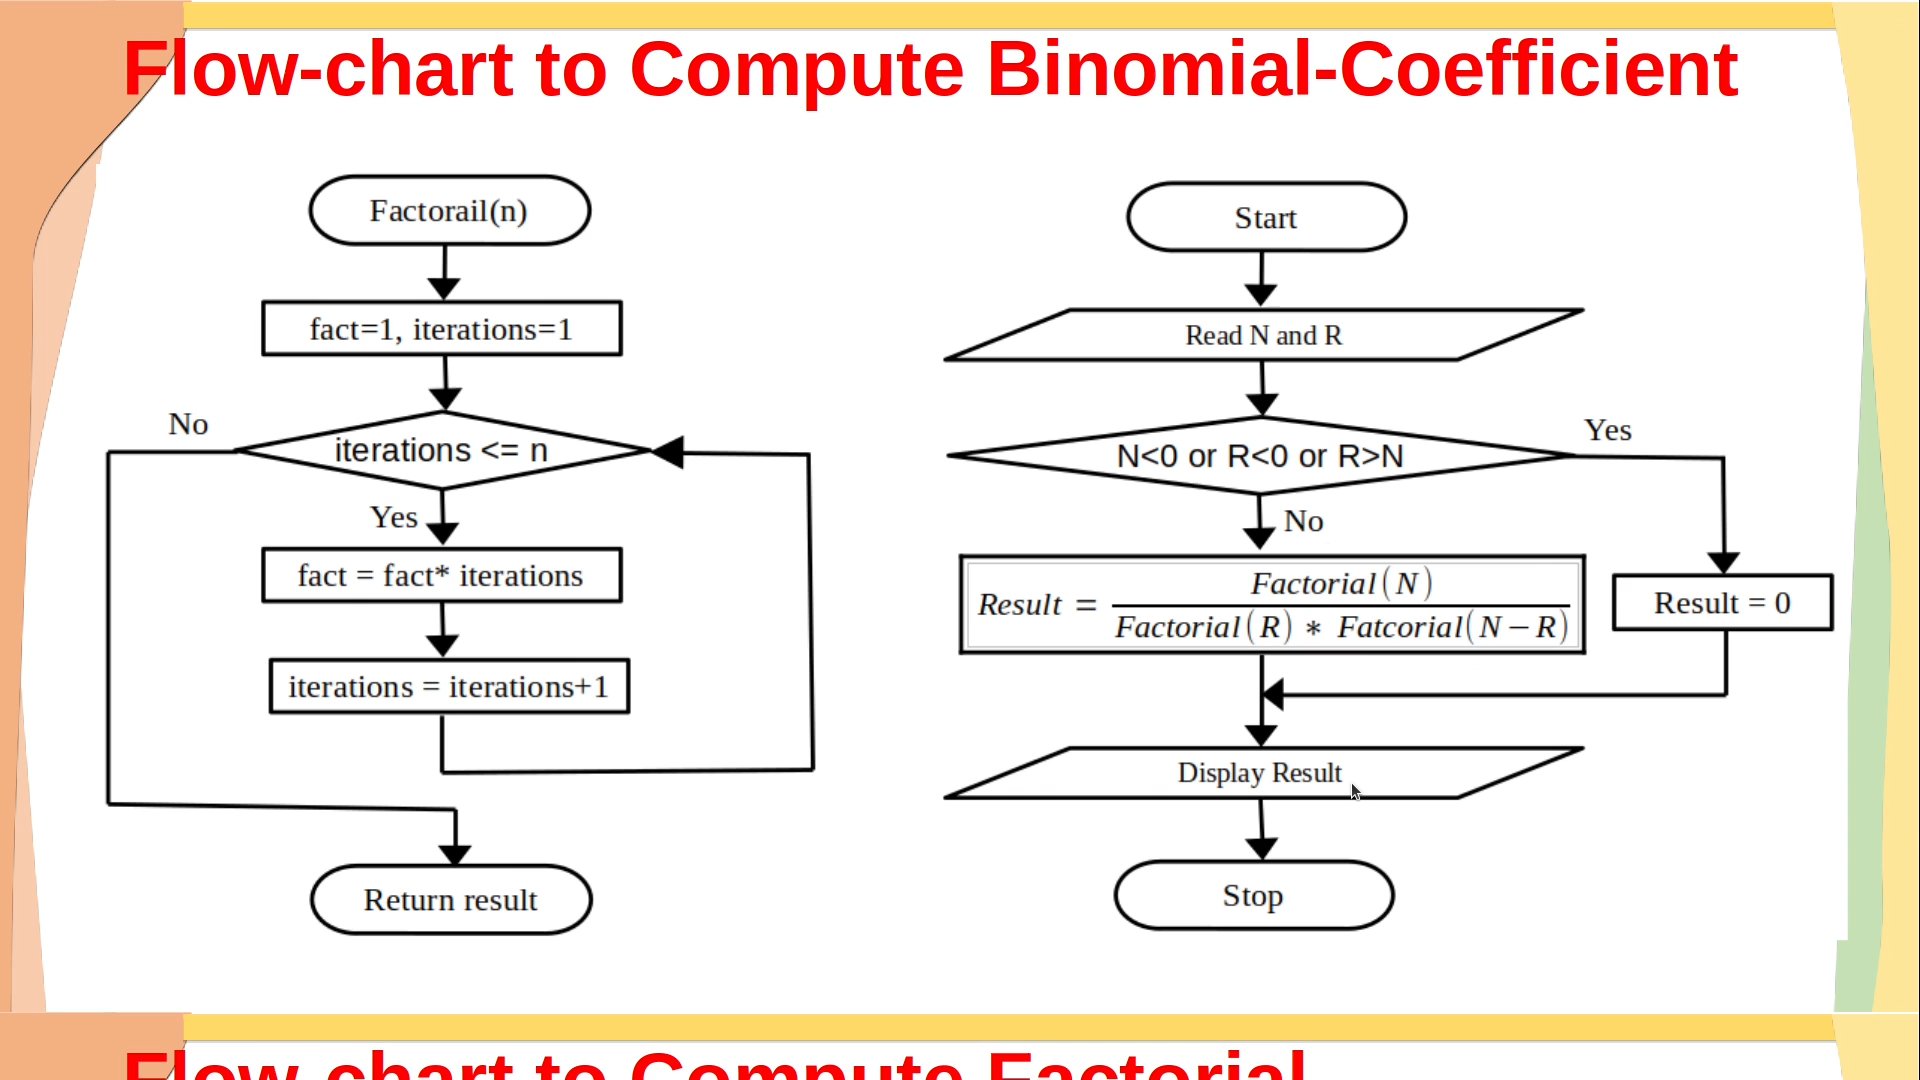 Flow-chart to Compute Binomial-Coefficient
Factorail(n)
fact=1, iterations=1
No
iterations <= n
Yes
fact = fact* iterations
iterations = iterations+1
Return result
Start
Read N and R
Yes
N<0 or R<0 or R>N
No
Result = Factorial(N) / Factorial(R) * Fatcorial(N−R)
Result = 0
Display Result
Stop
Flow-chart to Compute Factorial